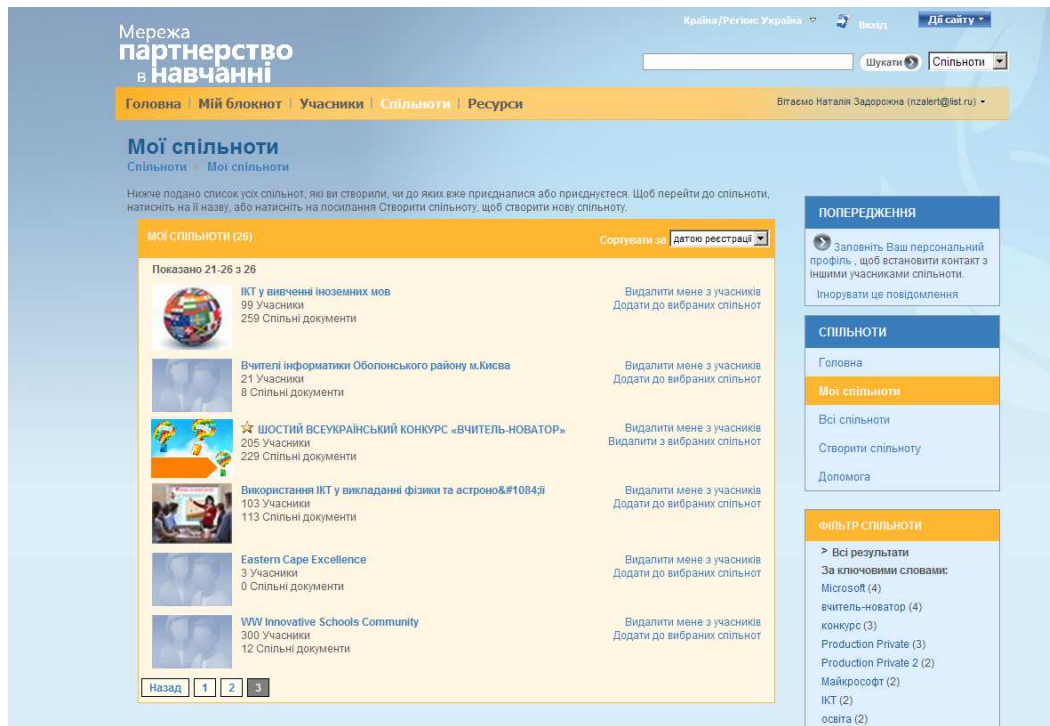 Країна/Регіон: Україна
Вихід
Дії сайту
Мережа
партнерство
в навчанні
Шукати
Спільноти
Головна | Мій блокнот | Учасники | Спільноти | Ресурси
Вітаємо Наталія Задорожна (nzalert@list.ru)
Мої спільноти
Спільноти Мої спільноти
Нижче подано список усіх спільнот, які ви створили, чи до яких вже приєдналися або приєднуєтеся. Щоб перейти до спільноти,
натисніть на її назву, або натисніть на посилання Створити спільноту, щоб створити нову спільноту.
МОЇ СПІЛЬНОТИ (26)
Сортувати за датою реєстрації
Показано 21-26 з 26
ІКТ у вивченні іноземних мов
99 Учасники
259 Спільні документи
Видалити мене з учасників
Додати до вибраних спільнот
Вчителі інформатики Оболонського району м.Києва
21 Учасники
8 Спільні документи
Видалити мене з учасників
Додати до вибраних спільнот
ШОСТИЙ ВСЕУКРАЇНСЬКИЙ КОНКУРС «ВЧИТЕЛЬ-НОВАТОР»
205 Учасники
229 Спільні документи
Видалити мене з учасників
Видалити з вибраних спільнот
Використання ІКТ у викладанні фізики та астроно&#1084;ії
103 Учасники
113 Спільні документи
Видалити мене з учасників
Додати до вибраних спільнот
Eastern Cape Excellence
3 Учасники
0 Спільні документи
Видалити мене з учасників
Додати до вибраних спільнот
WW Innovative Schools Community
300 Учасники
12 Спільні документи
Видалити мене з учасників
Додати до вибраних спільнот
Назад 1 2 3
ПОПЕРЕДЖЕННЯ
Заповніть Ваш персональний
профіль , щоб встановити контакт з
іншими учасниками спільноти.
Ігнорувати це повідомлення
СПІЛЬНОТИ
Головна
Мої спільноти
Всі спільноти
Створити спільноту
Допомога
ФІЛЬТР СПІЛЬНОТИ
> Всі результати
За ключовими словами:
Microsoft (4)
вчитель-новатор (4)
конкурс (3)
Production Private (3)
Production Private 2 (2)
Майкрософт (2)
ІКТ (2)
освіта (2)